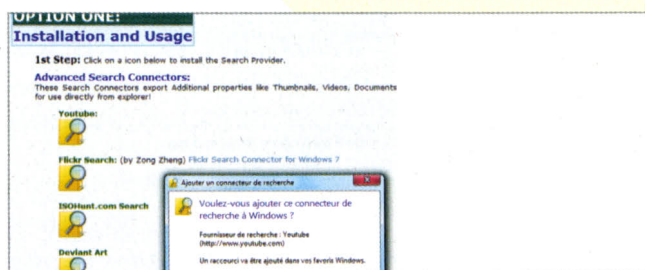 OPTION ONE:
Installation and Usage
1st Step: Click on a icon below to install the Search Provider.
Advanced Search Connectors:
These Search Connectors export Additional properties like Thumbnails, Videos, Documents
for use directly from explorer!
Youtube:
Flickr Search: (by Zong Zheng) Flickr Search Connector for Windows 7
ISOHunt.com Search
Deviant Art
Ajouter un connecteur de recherche
Voulez-vous ajouter ce connecteur de
recherche à Windows ?
Fournisseur de recherche : Youtube
(http://www.youtube.com)
Un raccourci va être ajouté dans vos favoris Windows.